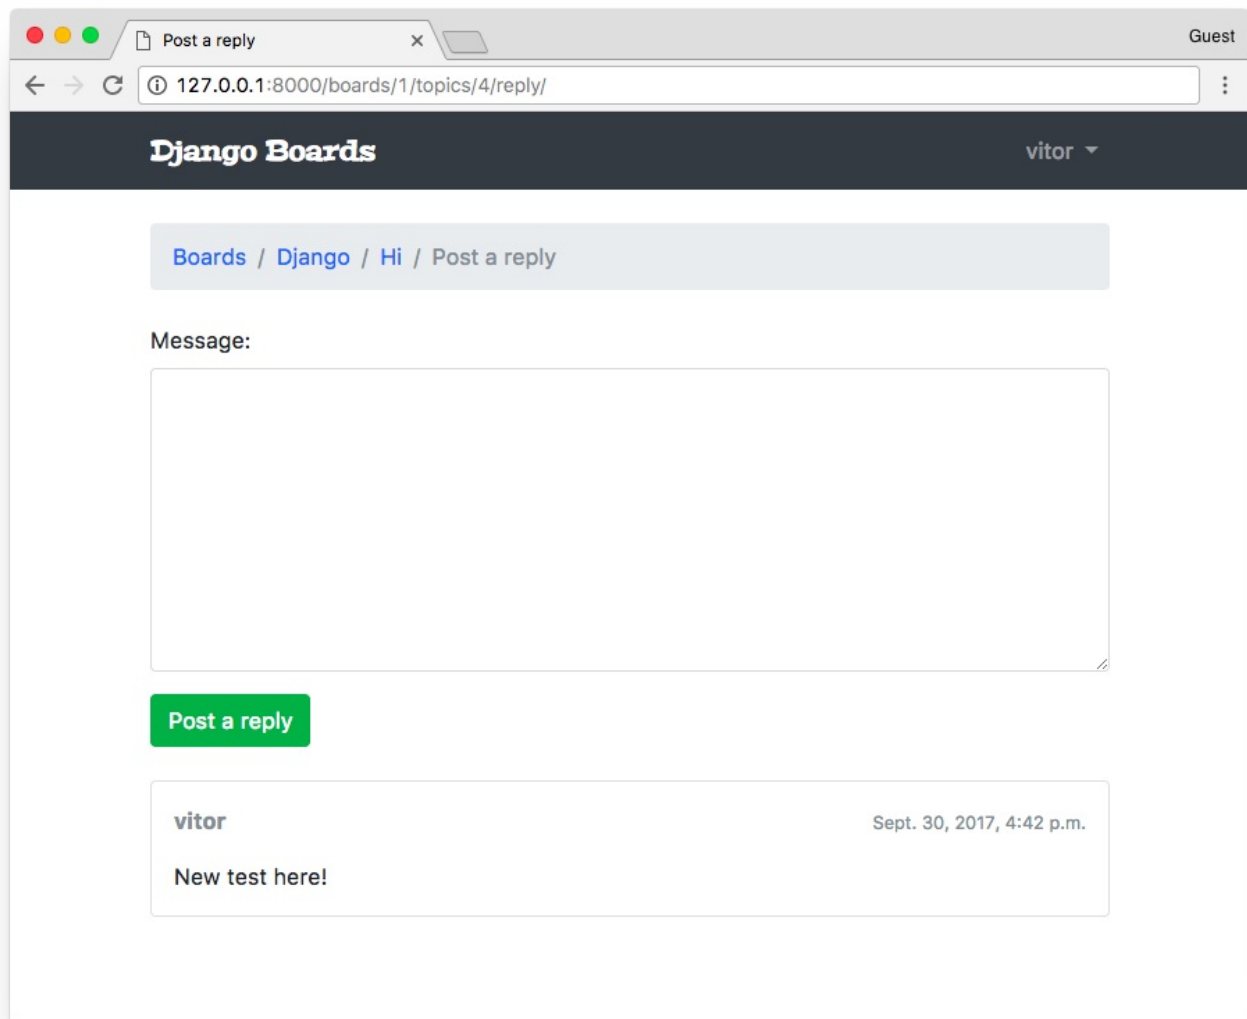 Post a reply
Guest
127.0.0.1:8000/boards/1/topics/4/reply/
Django Boards
vitor
Boards / Django / Hi / Post a reply
Message:
Post a reply
vitor
Sept. 30, 2017, 4:42 p.m.
New test here!